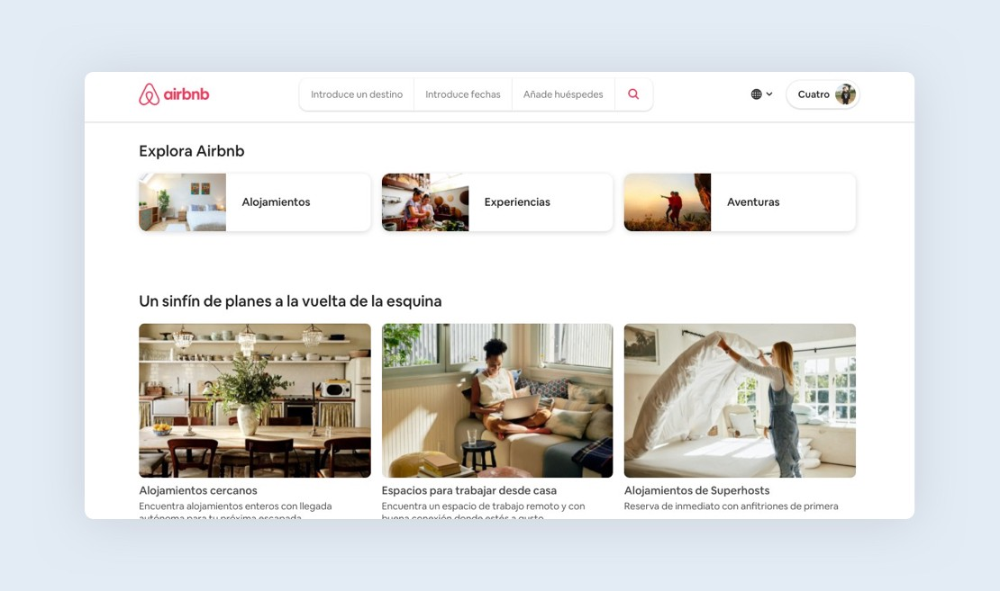 airbnb
Introduce un destino
Introduce fechas
Añade huéspedes
Cuatro
Explora Airbnb
Alojamientos
Experiencias
Aventuras
Un sinfín de planes a la vuelta de la esquina
Alojamientos cercanos
Encuentra alojamientos enteros con llegada
autónoma para tu próxima escapada
Espacios para trabajar desde casa
Encuentra un espacio de trabajo remoto y con
buena conexión donde estés a gusto
Alojamientos de Superhosts
Reserva de inmediato con anfitriones de primera